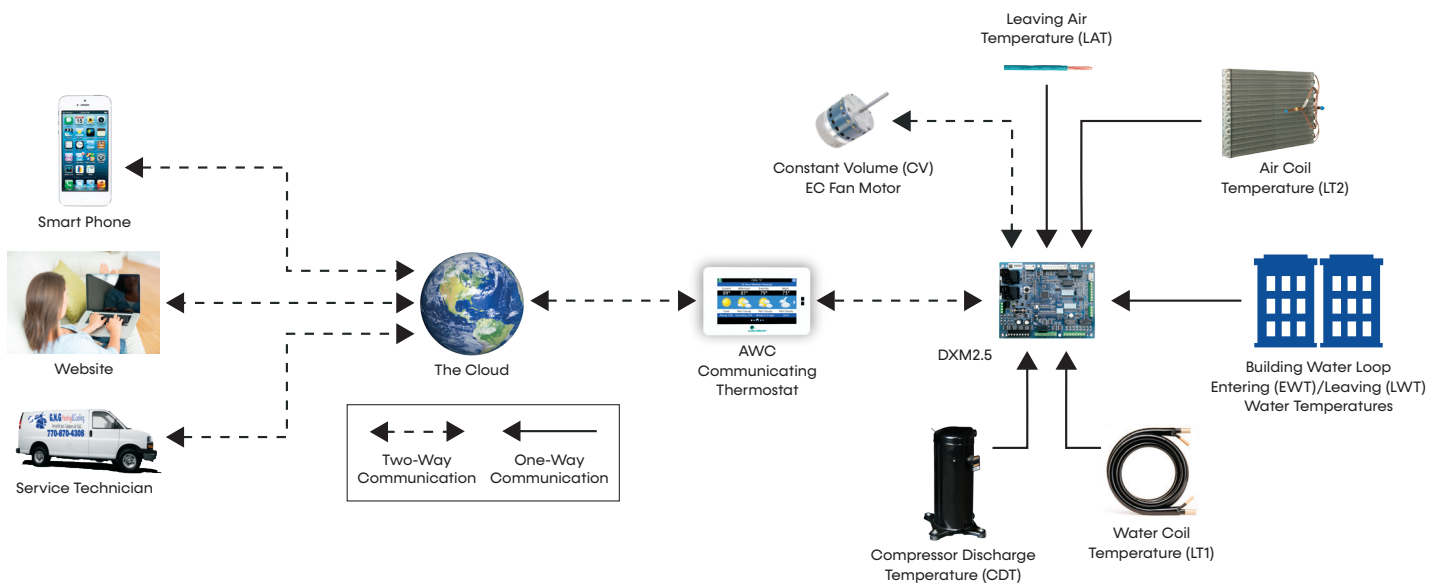 Leaving Air
Temperature (LAT)
Constant Volume (CV)
EC Fan Motor
Air Coil
Temperature (LT2)
Smart Phone
Website
G.N.G Heating & Cooling
770-870-4308
Service Technician
The Cloud
Two-Way
Communication
One-Way
Communication
AWC
Communicating
Thermostat
DXM2.5
Building Water Loop
Entering (EWT)/Leaving (LWT)
Water Temperatures
Compressor Discharge
Temperature (CDT)
Water Coil
Temperature (LT1)